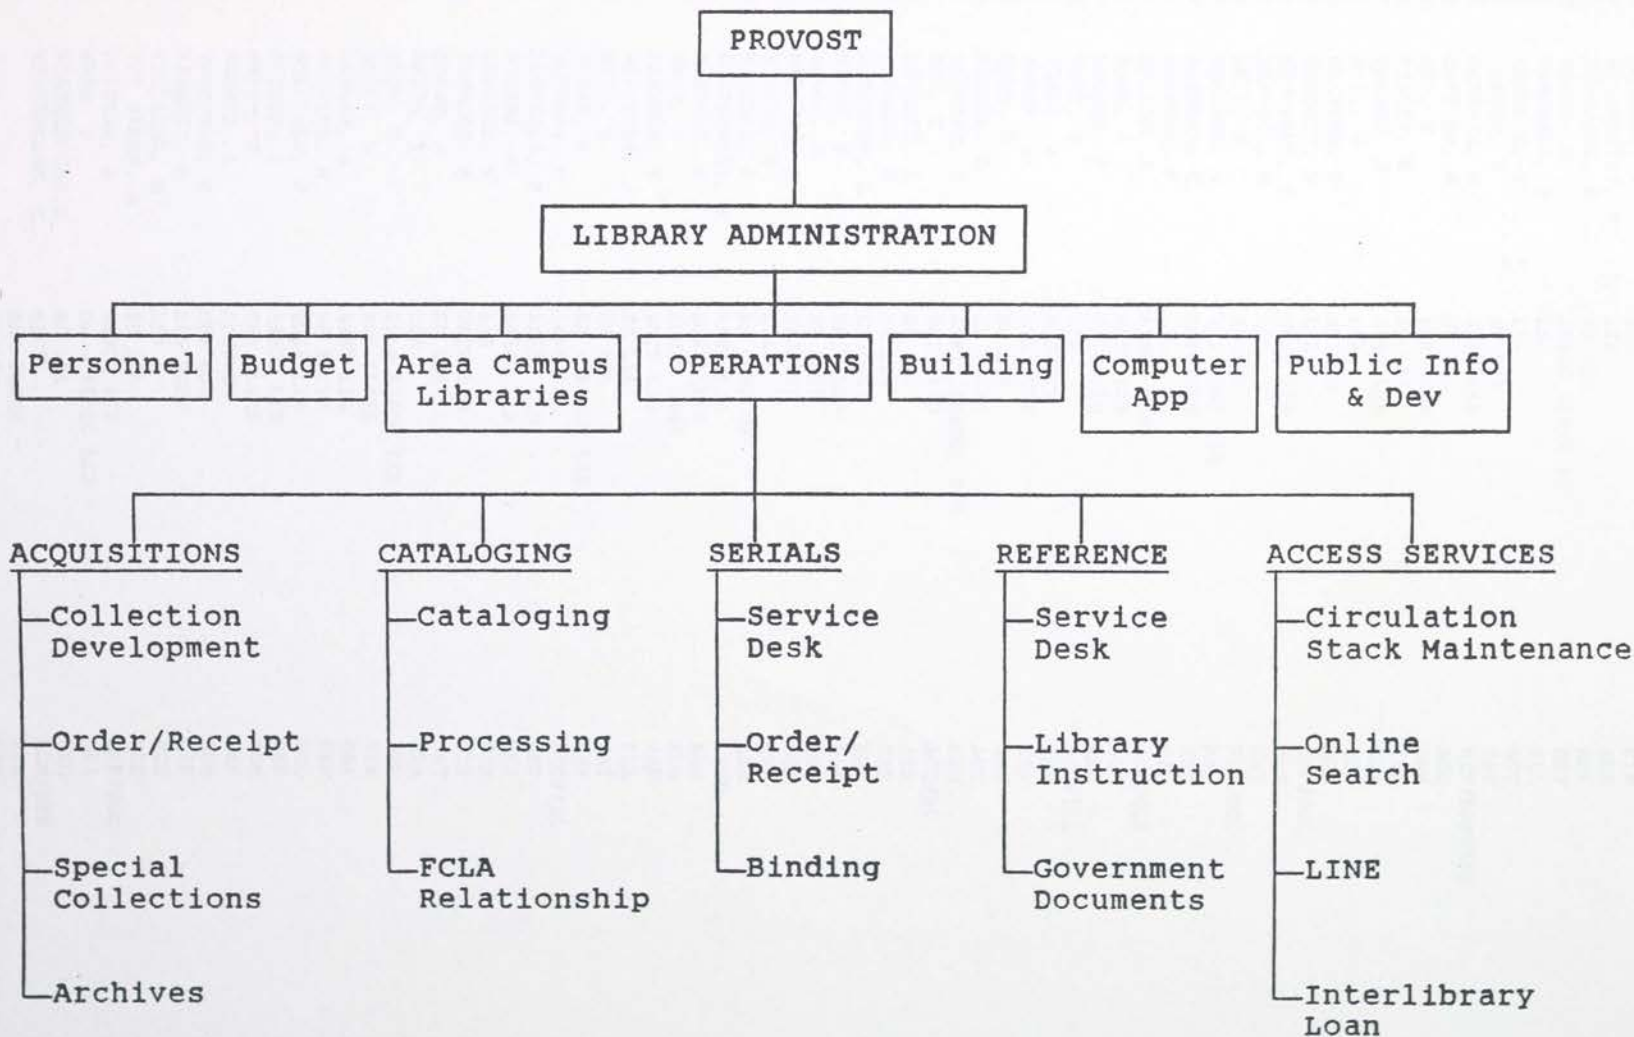 PROVOST
LIBRARY ADMINISTRATION
Personnel
Budget
Area Campus
Libraries
OPERATIONS
Building
Computer
App
Public Info
& Dev
ACQUISITIONS
Collection
Development
Order/Receipt
Special
Collections
Archives
CATALOGING
Cataloging
Processing
FCLA
Relationship
SERIALS
Service
Desk
Order/
Receipt
Binding
REFERENCE
Service
Desk
Library
Instruction
Government
Documents
ACCESS SERVICES
Circulation
Stack Maintenance
Online
Search
LINE
Interlibrary
Loan